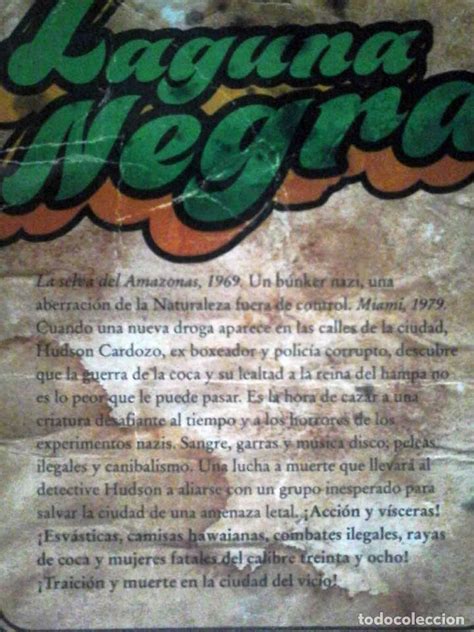 Laguna
Negra
La selva del Amazonas, 1969. Un búnker nazi, una
aberración de la Naturaleza fuera de control. Miami, 1979.
Cuando una nueva droga aparece en las calles de la ciudad,
Hudson Cardozo, ex boxeador y policía corrupto, descubre
que la guerra de la coca y su lealtad a la reina del hampa no
es lo peor que le puede pasar. Es la hora de cazar a una
criatura desafiante al tiempo y a los horrores de los
experimentos nazis. Sangre, garras y música disco; peleas
ilegales y canibalismo. Una lucha a muerte que llevará al
detective Hudson a aliarse con un grupo inesperado para
salvar la ciudad de una amenaza letal. ¡Acción y vísceras!
¡Esvásticas, camisas hawaianas, combates ilegales, rayas
de coca y mujeres fatales del calibre treinta y ocho!
¡Traición y muerte en la ciudad del vicio!
todocoleccion